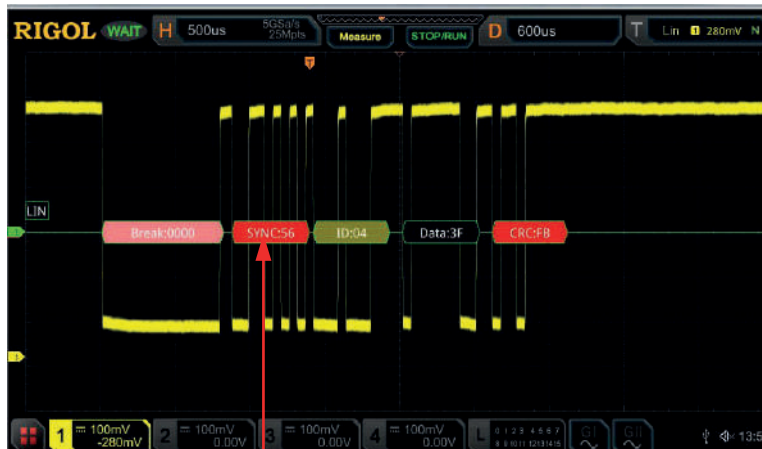 RIGOL WAIT H 500us 5GSa/s 25Mpts Measure STOP/RUN D 600us T Lin 1 280mV N
T
LIN
Break:0000 SYNC:56 ID:04 Data:3F CRC:FB
1
1
1 100mV -280mV 2 100mV 0.00V 3 100mV 0.00V 4 100mV 0.00V L 0 1 2 3 4 5 6 7 8 9 10 11 12 13 14 15 GI GII 13:5